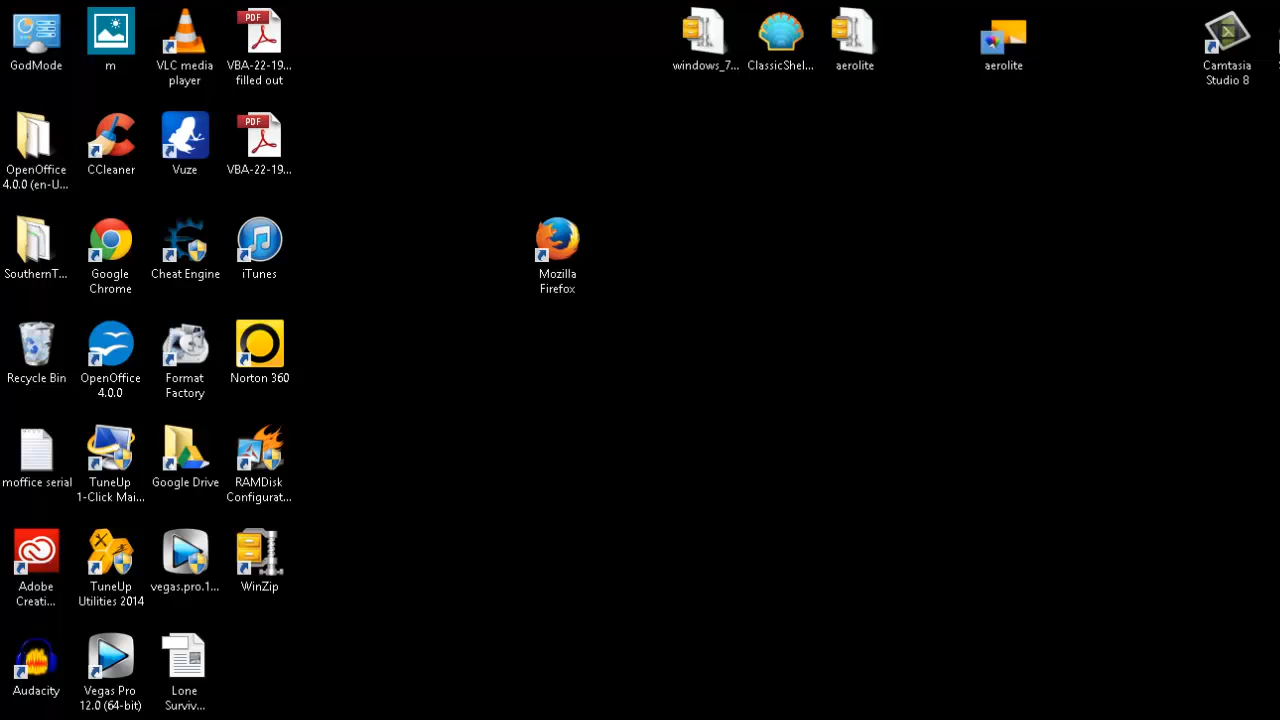 GodMode
m
VLC media
player
PDF
VBA-22-19...
filled out
windows_7...
ClassicShel...
aerolite
aerolite
Camtasia
Studio 8
OpenOffice
4.0.0 (en-U...
CCleaner
Vuze
PDF
VBA-22-19...
SouthernT...
Google
Chrome
Cheat Engine
iTunes
Mozilla
Firefox
Recycle Bin
OpenOffice
4.0.0
Format
Factory
Norton 360
moffice serial
TuneUp
1-Click Mai...
Google Drive
RAMDisk
Configurat...
Adobe
Creati...
TuneUp
Utilities 2014
vegas.pro.1...
WinZip
Audacity
Vegas Pro
12.0 (64-bit)
Lone
Surviv...